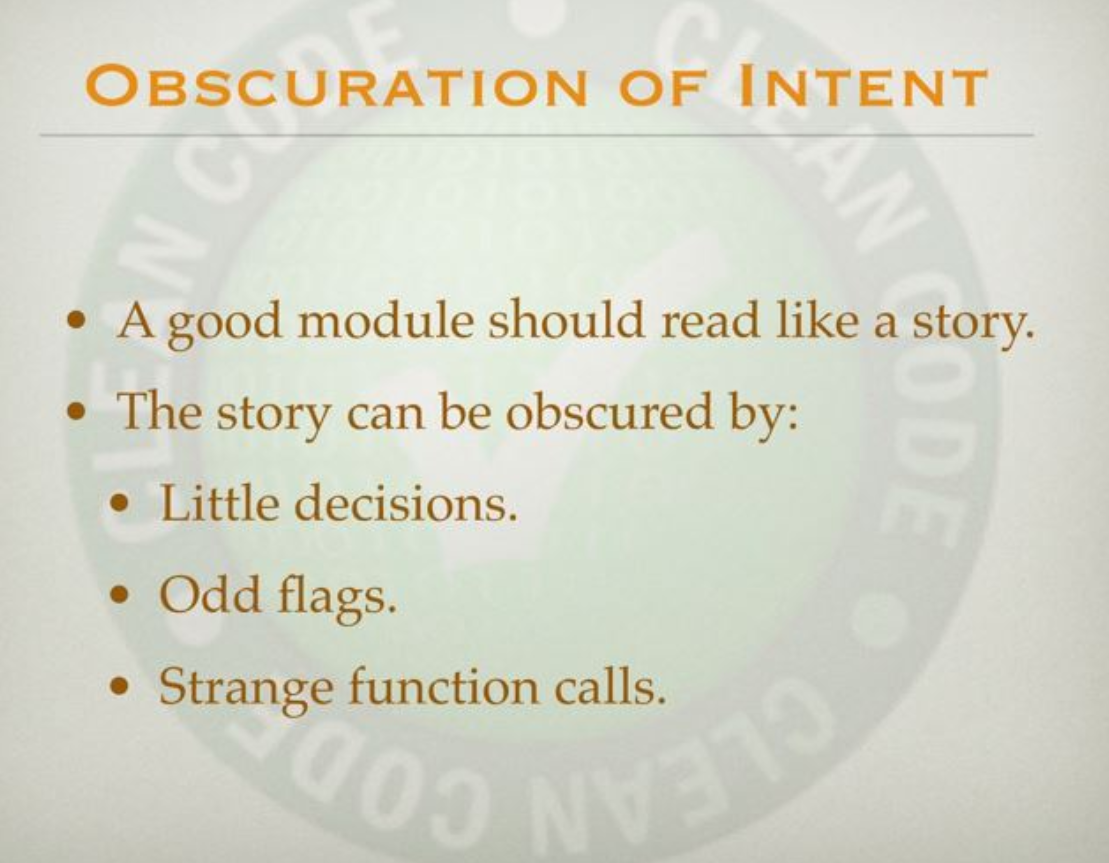 OBSCURATION OF INTENT
• A good module should read like a story.
• The story can be obscured by:
• Little decisions.
• Odd flags.
• Strange function calls.
CLEAN CODE
CLEAN CODE
CLEAN CODE